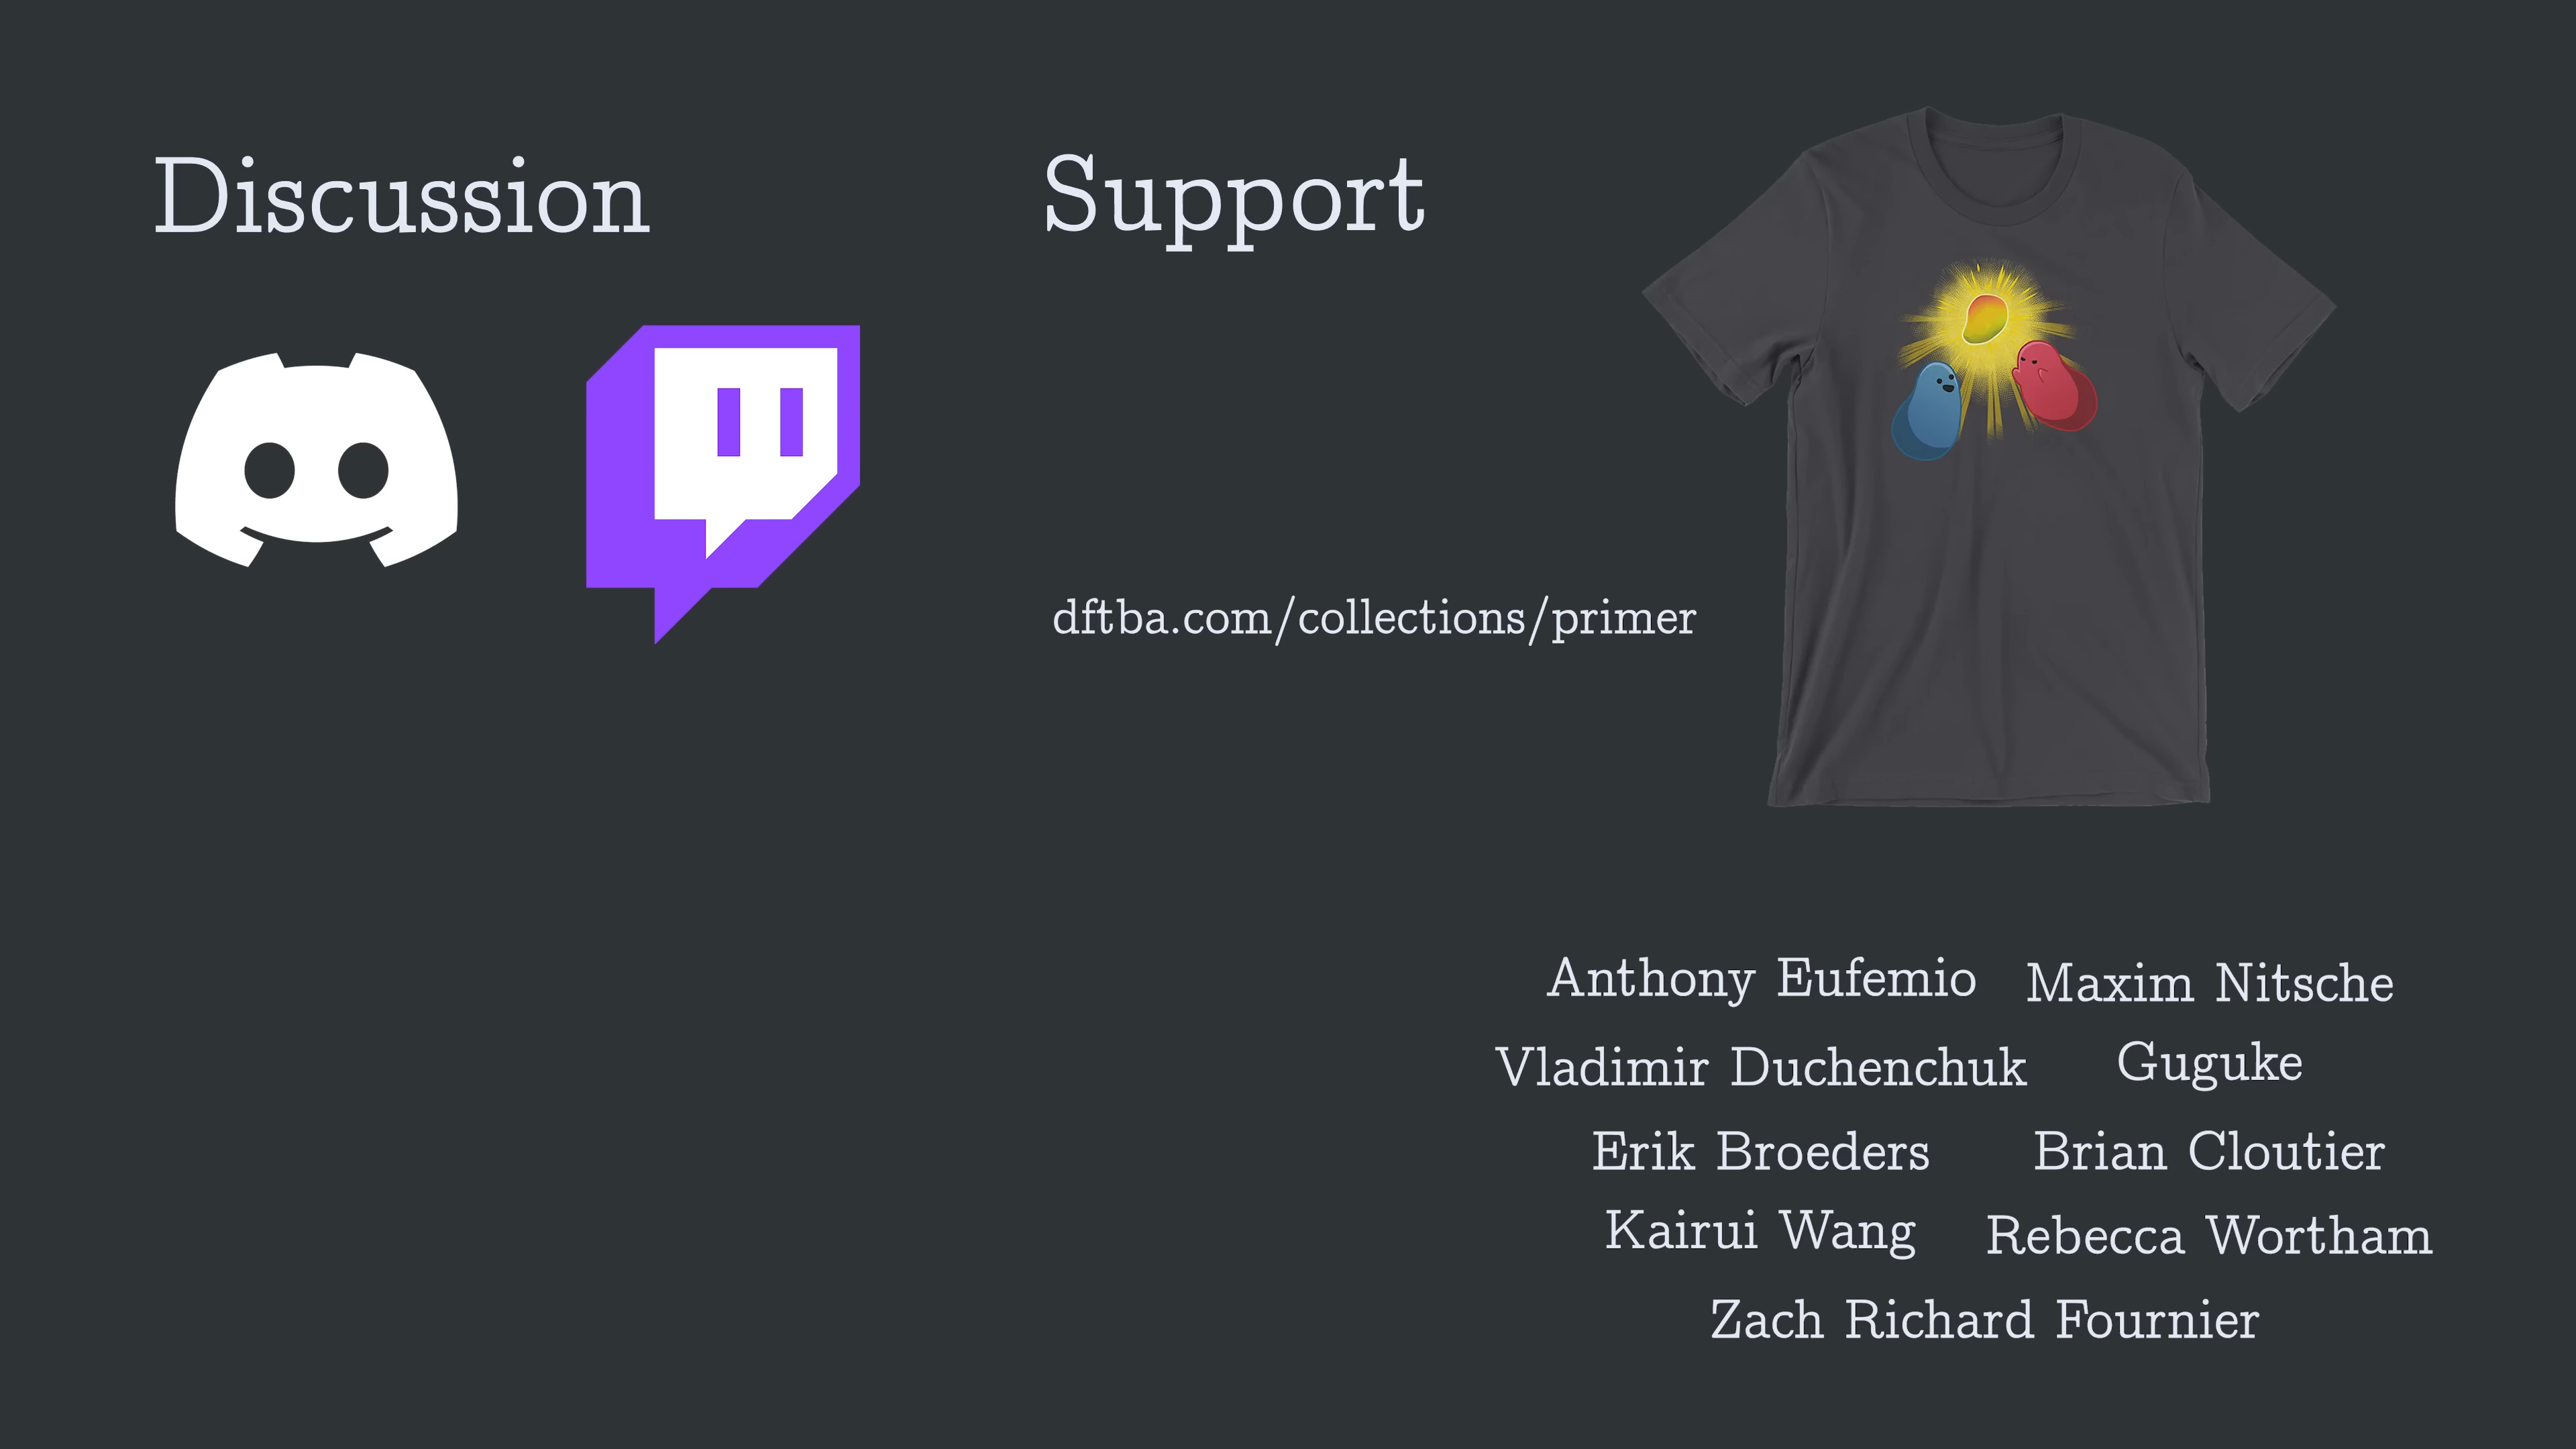 Discussion
Support
dftba.com/collections/primer
Anthony Eufemio
Maxim Nitsche
Vladimir Duchenchuk
Guguke
Erik Broeders
Brian Cloutier
Kairui Wang
Rebecca Wortham
Zach Richard Fournier